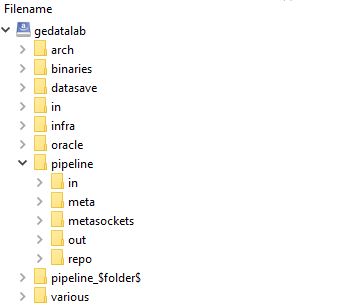 Filename
gedatalab
arch
binaries
datasave
in
infra
oracle
pipeline
in
meta
metasockets
out
repo
pipeline_$folder$
various